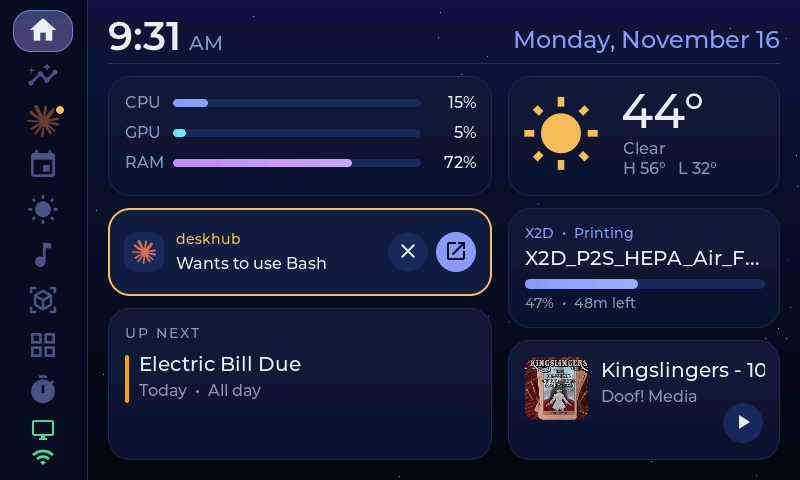 9:31 AM
Monday, November 16
CPU 15%
GPU 5%
RAM 72%
44°
Clear
H 56° L 32°
deskhub
Wants to use Bash
X2D • Printing
X2D_P2S_HEPA_Air_F...
47% • 48m left
UP NEXT
Electric Bill Due
Today • All day
KINGSLINGERS
Kingslingers - 10
Doof! Media